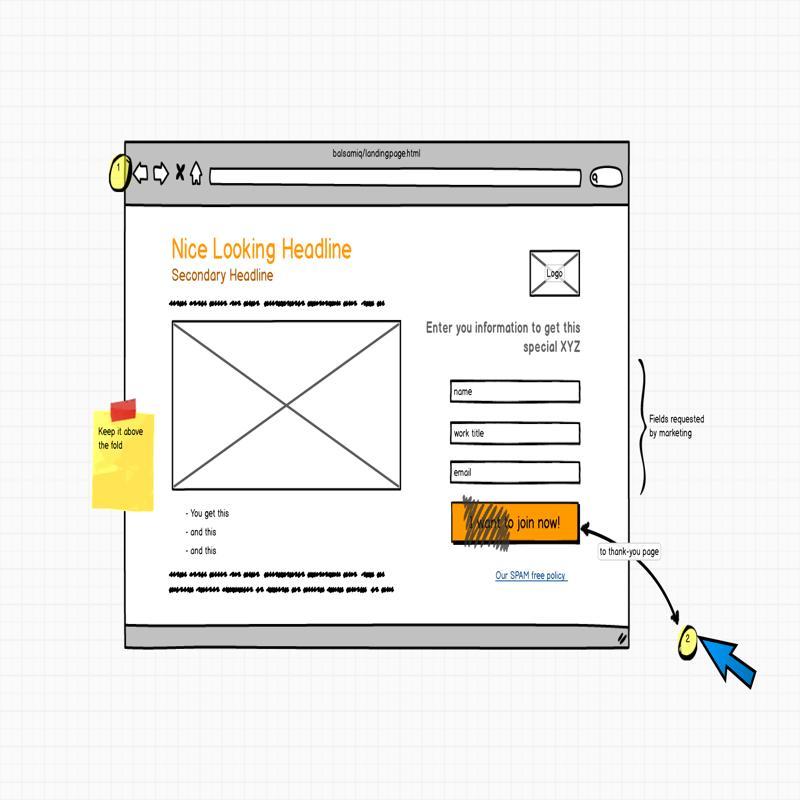 1
balsamiq/landingpage.html
Nice Looking Headline
Secondary Headline
Logo
Enter you information to get this
special XYZ
name
work title
email
I want to join now!
Our SPAM free policy
Keep it above
the fold
- You get this
- and this
- and this
Fields requested
by marketing
to thank-you page
2